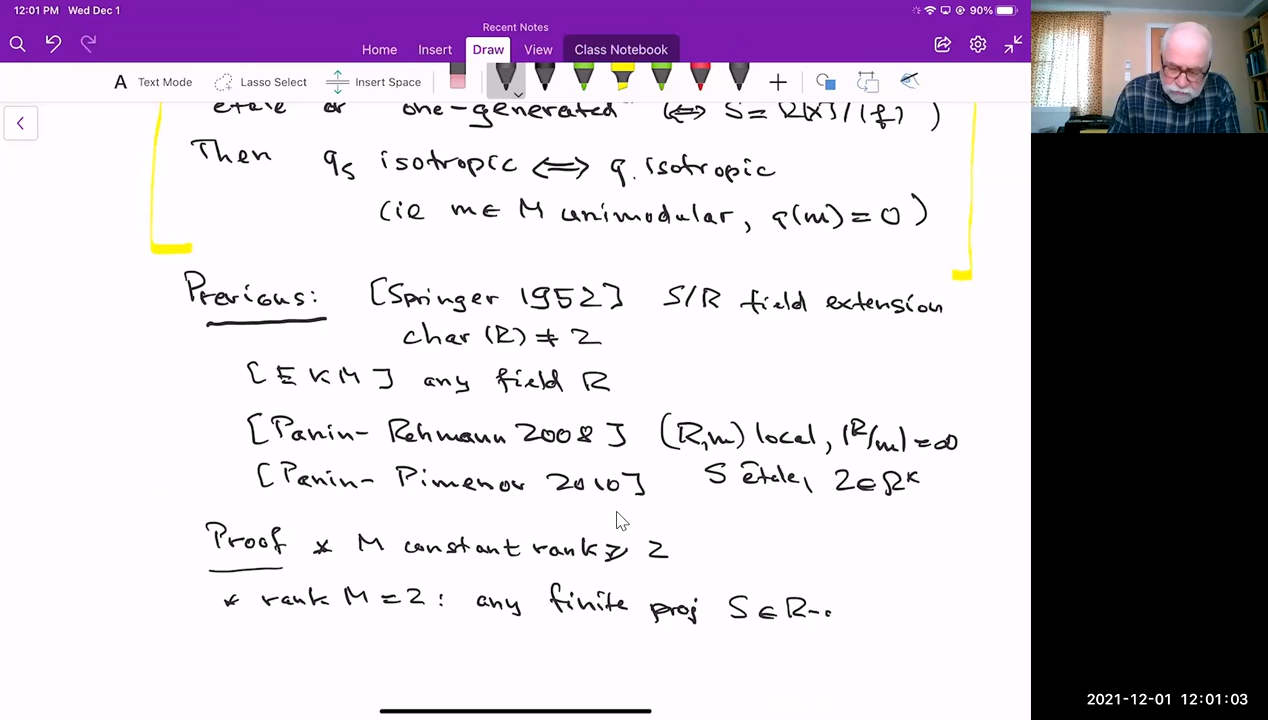 12:01 PM Wed Dec 1
90%
Recent Notes
Home Insert Draw View Class Notebook
Text Mode Lasso Select Insert Space
étale or "one-generated" (⇔ S = R[X]/(f) )
Then qS isotropic ⇔ q isotropic
(ie m ∈ M unimodular, q(m) = 0 )
Previous: [Springer 1952] S/R field extension
char (R) ≠ 2
[EKM] any field R
[Panin-Rehmann 2008] (R,m) local, |R/m| = ∞
[Panin-Pimenov 2010] S étale, 2 ∈ R×
Proof * M constant rank ≥ 2
* rank M = 2: any finite proj S ∈ R-.
2021-12-01 12:01:03